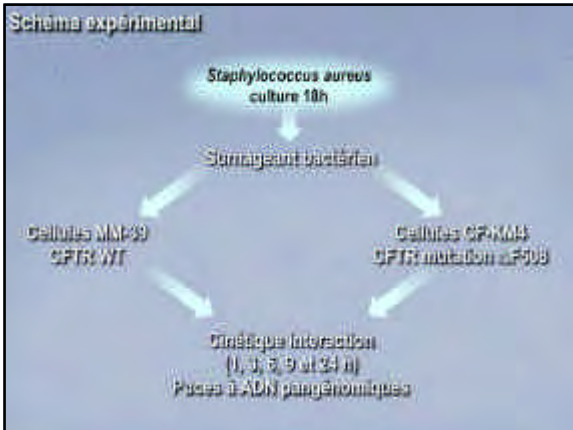 Schéma expérimental
Staphylococcus aureus
culture 18h
Surnageant bactérien
Cellules MM-39
CFTR WT
Cellules CF-KM4
CFTR mutation ΔF508
Cinétique interaction
(1, 3, 6, 9 et 24 h)
Puces à ADN pangénomiques